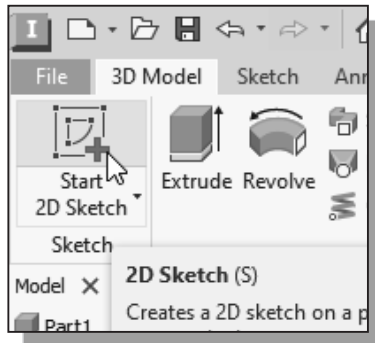 I
File 3D Model Sketch Ann
Start
2D Sketch
Extrude Revolve
Sketch
Model X
2D Sketch (S)
Part1
Creates a 2D sketch on a p